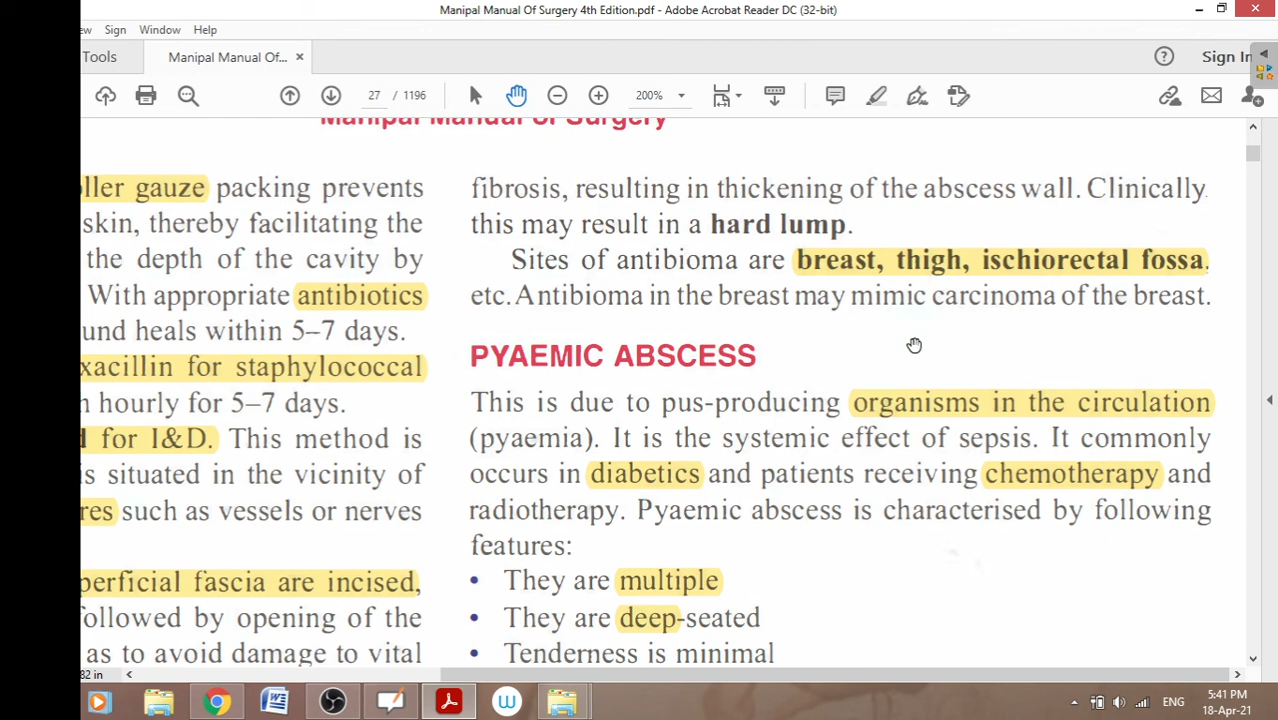 Manipal Manual Of Surgery 4th Edition.pdf - Adobe Acrobat Reader DC (32-bit)
Sign Window Help
Tools Manipal Manual Of... × Sign In
27 / 1196 200%
Manipal Manual Of Surgery
gauze packing prevents
skin, thereby facilitating the
the depth of the cavity by
With appropriate antibiotics
heals within 5–7 days.
for staphylococcal
hourly for 5–7 days.
for I&D. This method is
is situated in the vicinity of
such as vessels or nerves
fascia are incised,
followed by opening of the
as to avoid damage to vital
fibrosis, resulting in thickening of the abscess wall. Clinically
this may result in a hard lump.
Sites of antibioma are breast, thigh, ischiorectal fossa,
etc. Antibioma in the breast may mimic carcinoma of the breast.
PYAEMIC ABSCESS
This is due to pus-producing organisms in the circulation
(pyaemia). It is the systemic effect of sepsis. It commonly
occurs in diabetics and patients receiving chemotherapy and
radiotherapy. Pyaemic abscess is characterised by following
features:
• They are multiple
• They are deep-seated
• Tenderness is minimal
82 in
ENG
5:41 PM
18-Apr-21